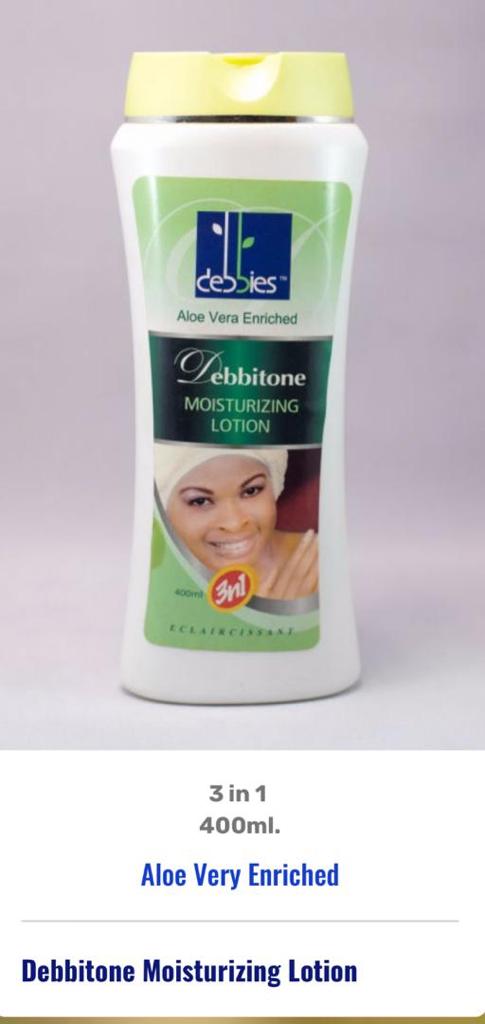 debbies™
Aloe Vera Enriched
Debbitone
MOISTURIZING
LOTION
400ml
3n1
ECLAIRCISSANT
3 in 1
400ml.
Aloe Very Enriched
Debbitone Moisturizing Lotion